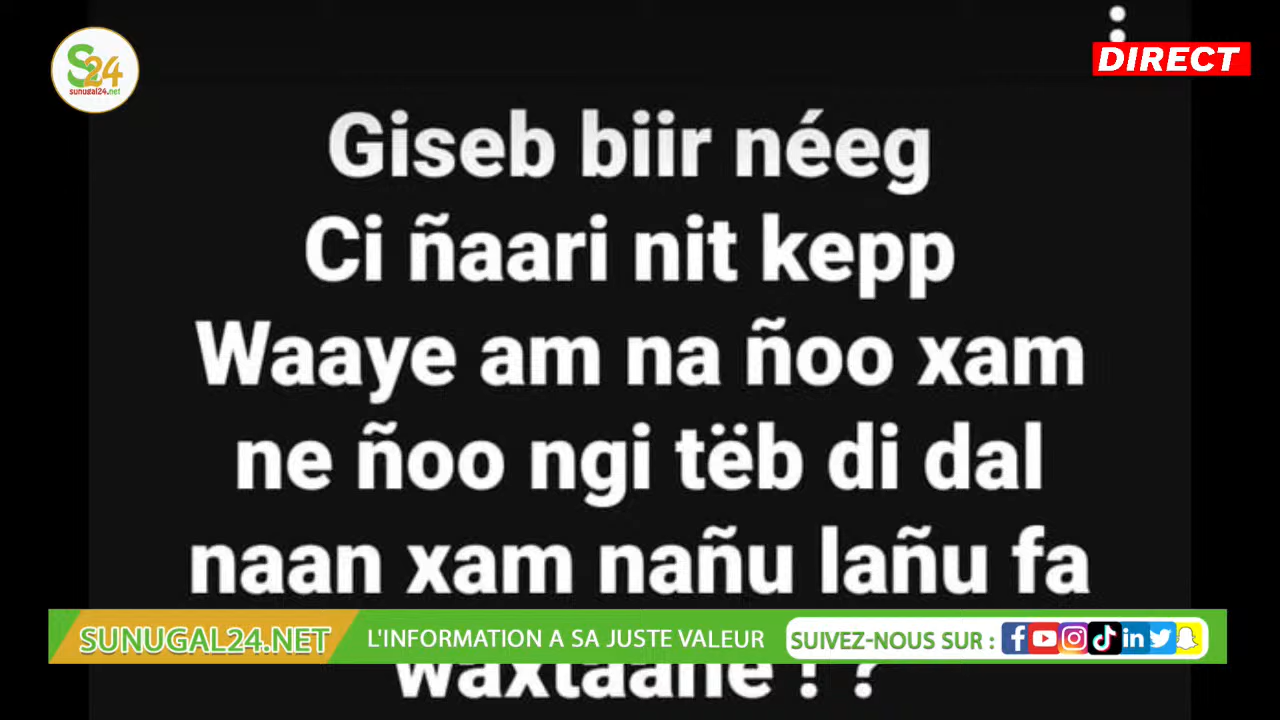 S24
sunugal24.net
DIRECT
Giseb biir néeg
Ci ñaari nit kepp
Waaye am na ñoo xam
ne ñoo ngi tëb di dal
naan xam nañu lañu fa
waxtaane ! ?
SUNUGAL24.NET
L'INFORMATION A SA JUSTE VALEUR
SUIVEZ-NOUS SUR :